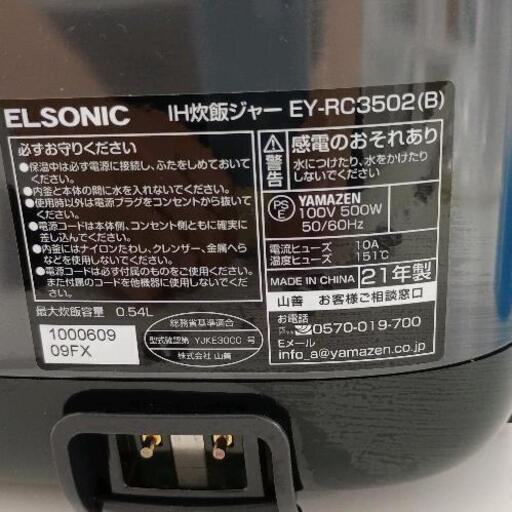 ELSONIC IH炊飯ジャー EY-RC3502(B)
必ずお守りください
●保温中は必ず電源に接続し、ふたをしめておいて
ください。
●内釜と本体の間に水を入れないでください。
●使用時以外は電源プラグをコンセントから抜いて
ください。
●電源コードは本体側、コンセント側ともに確実に
差し込んでください。
●内釜にはナイロンたわし、クレンザー、金属へら
などを使用しないでください。
●電源コードは必ず付属のものをご使用ください。
また付属のコードを他機器に使用しないでください。
最大炊飯容量 0.54L
1000609
09FX
総務省基準適合
型式確認第 YJKE3000 号
株式会社 山善
警告
感電のおそれあり
水につけたり、水をかけたり
しないでください
PS
E
YAMAZEN
100V 500W
50/60Hz
電流ヒューズ 10A
温度ヒューズ 151℃
MADE IN CHINA 21年製
山善 お客様ご相談窓口
お電話
0570-019-700
Eメール
info_a@yamazen.co.jp